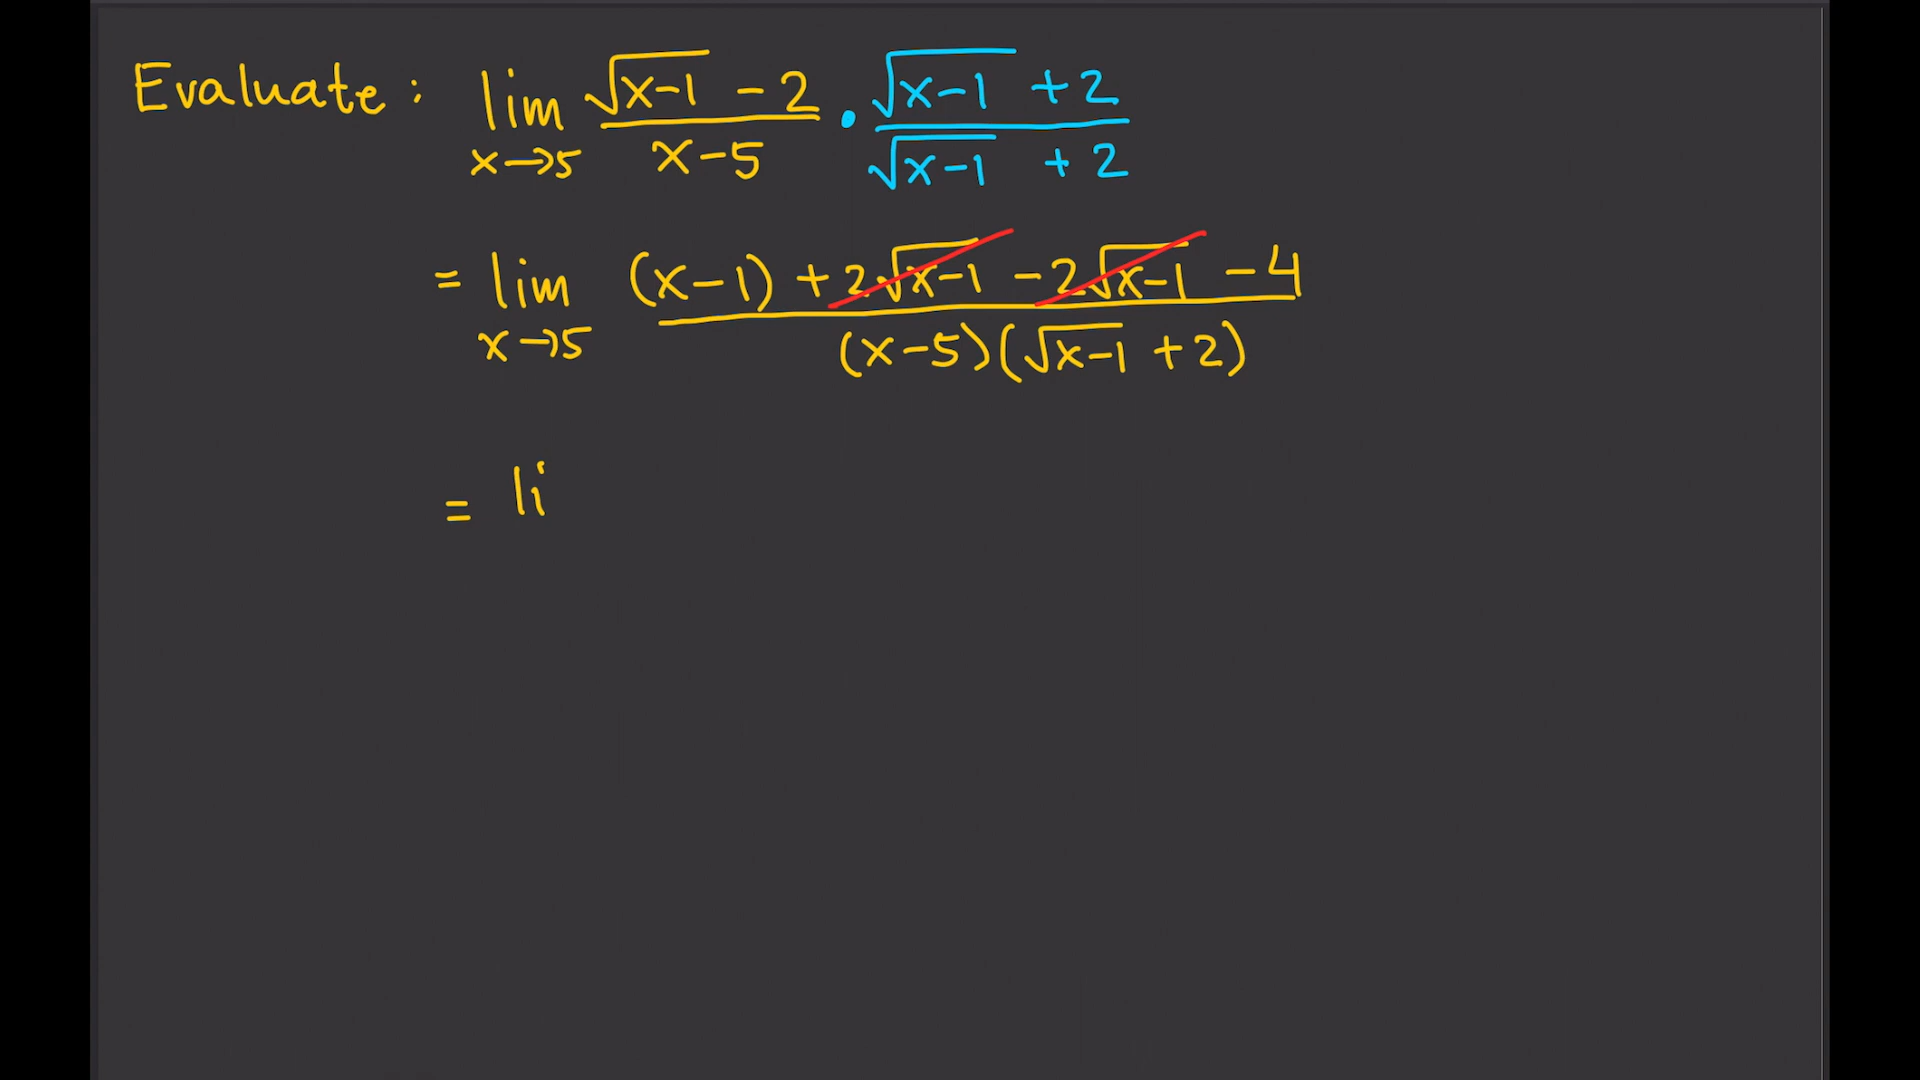 Evaluate : lim x→5 (√(x-1) - 2)/(x-5) · (√(x-1) + 2)/(√(x-1) + 2)
= lim x→5 ((x-1) + 2√(x-1) - 2√(x-1) - 4)/((x-5)(√(x-1) + 2))
= li